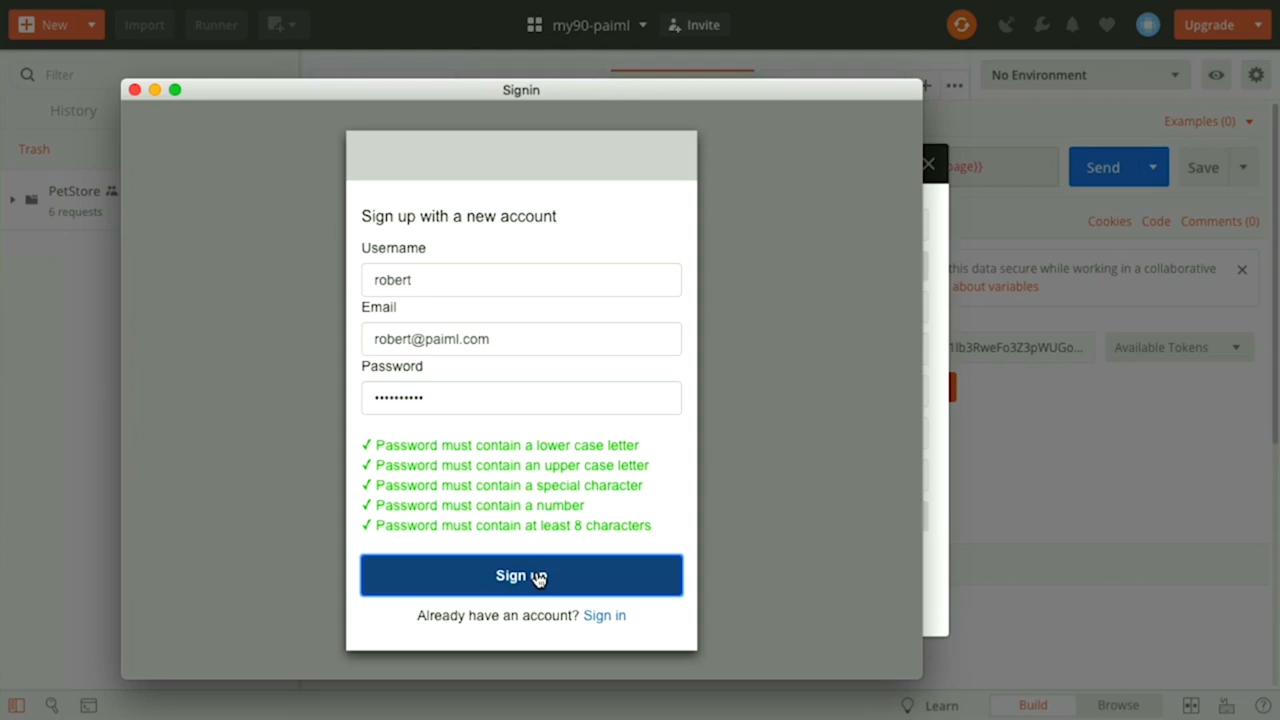 New
Import
Runner
my90-paiml
Invite
Upgrade
Filter
No Environment
History
Signin
Examples (0)
Trash
page)}
Send
Save
PetStore
6 requests
Cookies Code Comments (0)
this data secure while working in a collaborative
about variables
1Ib3RweFo3Z3pWUGo...
Available Tokens
Sign up with a new account
Username
robert
Email
robert@paiml.com
Password
✓ Password must contain a lower case letter
✓ Password must contain an upper case letter
✓ Password must contain a special character
✓ Password must contain a number
✓ Password must contain at least 8 characters
Sign up
Already have an account? Sign in
Learn
Build
Browse